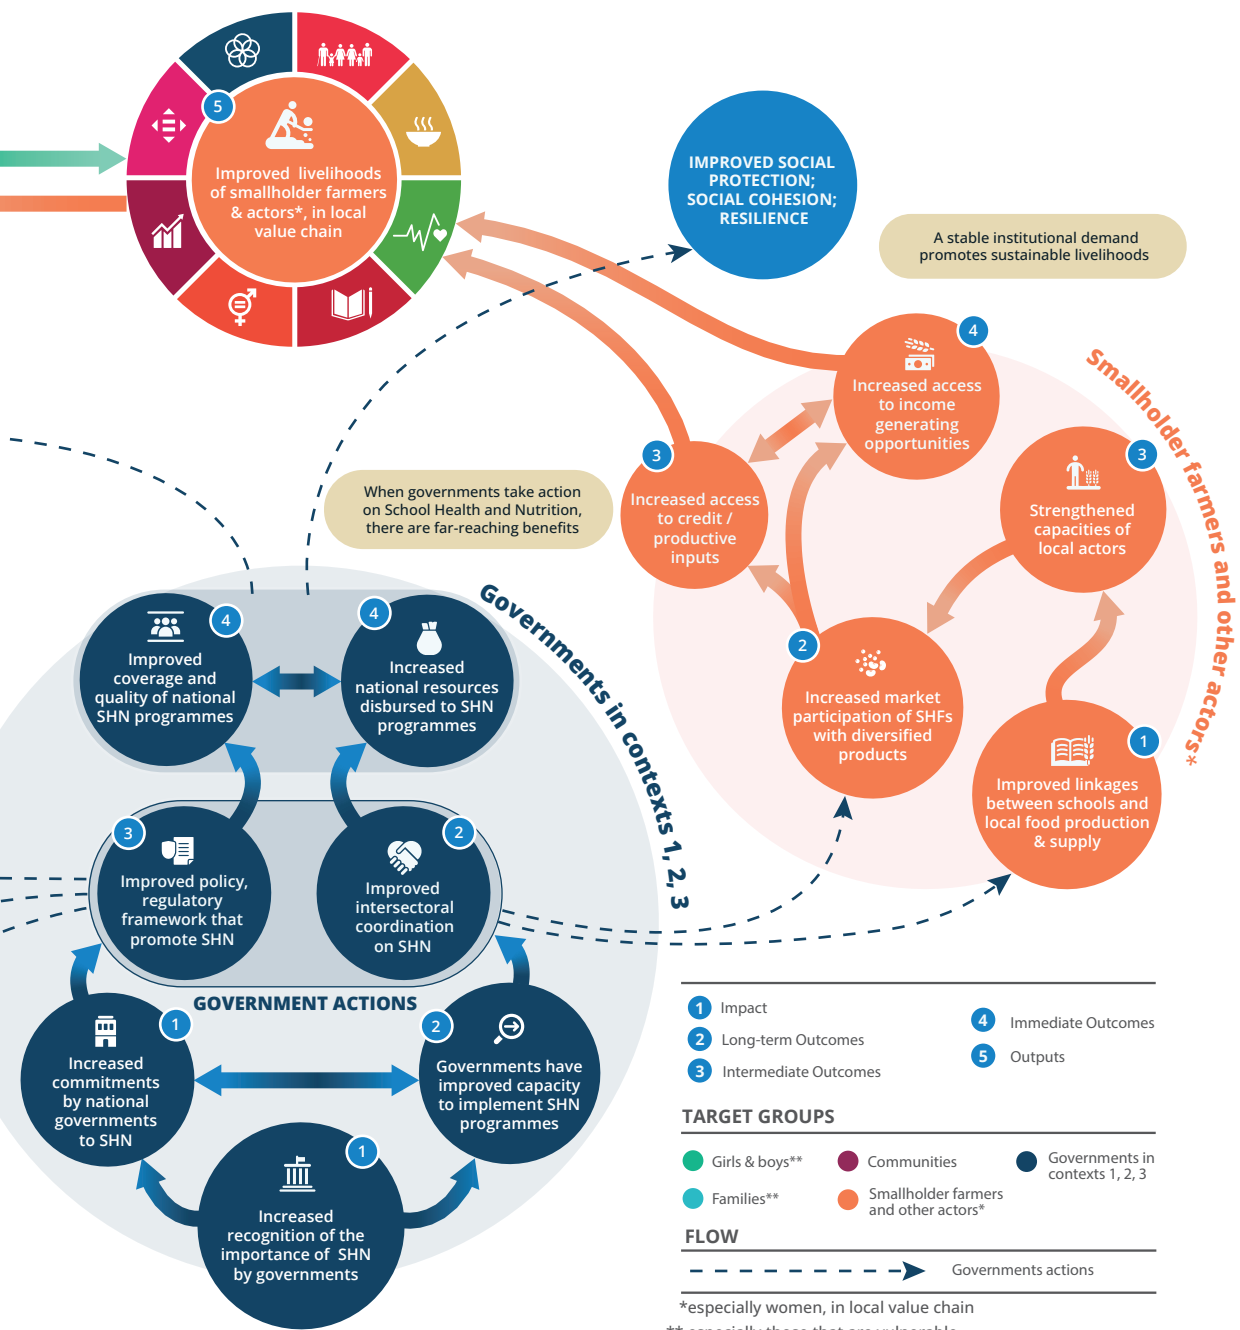 5
Improved livelihoods
of smallholder farmers
& actors*, in local
value chain
IMPROVED SOCIAL
PROTECTION;
SOCIAL COHESION;
RESILIENCE
A stable institutional demand
promotes sustainable livelihoods
4
Increased access
to income
generating
opportunities
Smallholder farmers and other actors*
3
Strengthened
capacities of
local actors
3
Increased access
to credit /
productive
inputs
When governments take action
on School Health and Nutrition,
there are far-reaching benefits
2
Increased market
participation of SHFs
with diversified
products
1
Improved linkages
between schools and
local food production
& supply
Governments in contexts 1, 2, 3
4
Improved
coverage and
quality of national
SHN programmes
4
Increased
national resources
disbursed to SHN
programmes
3
Improved policy,
regulatory
framework that
promote SHN
2
Improved
intersectoral
coordination
on SHN
GOVERNMENT ACTIONS
1
Increased
commitments
by national
governments
to SHN
2
Governments have
improved capacity
to implement SHN
programmes
1
Increased
recognition of the
importance of SHN
by governments
1 Impact
2 Long-term Outcomes
3 Intermediate Outcomes
4 Immediate Outcomes
5 Outputs
TARGET GROUPS
Girls & boys**
Families**
Communities
Smallholder farmers
and other actors*
Governments in
contexts 1, 2, 3
FLOW
Governments actions
*especially women, in local value chain
** especially those that are vulnerable